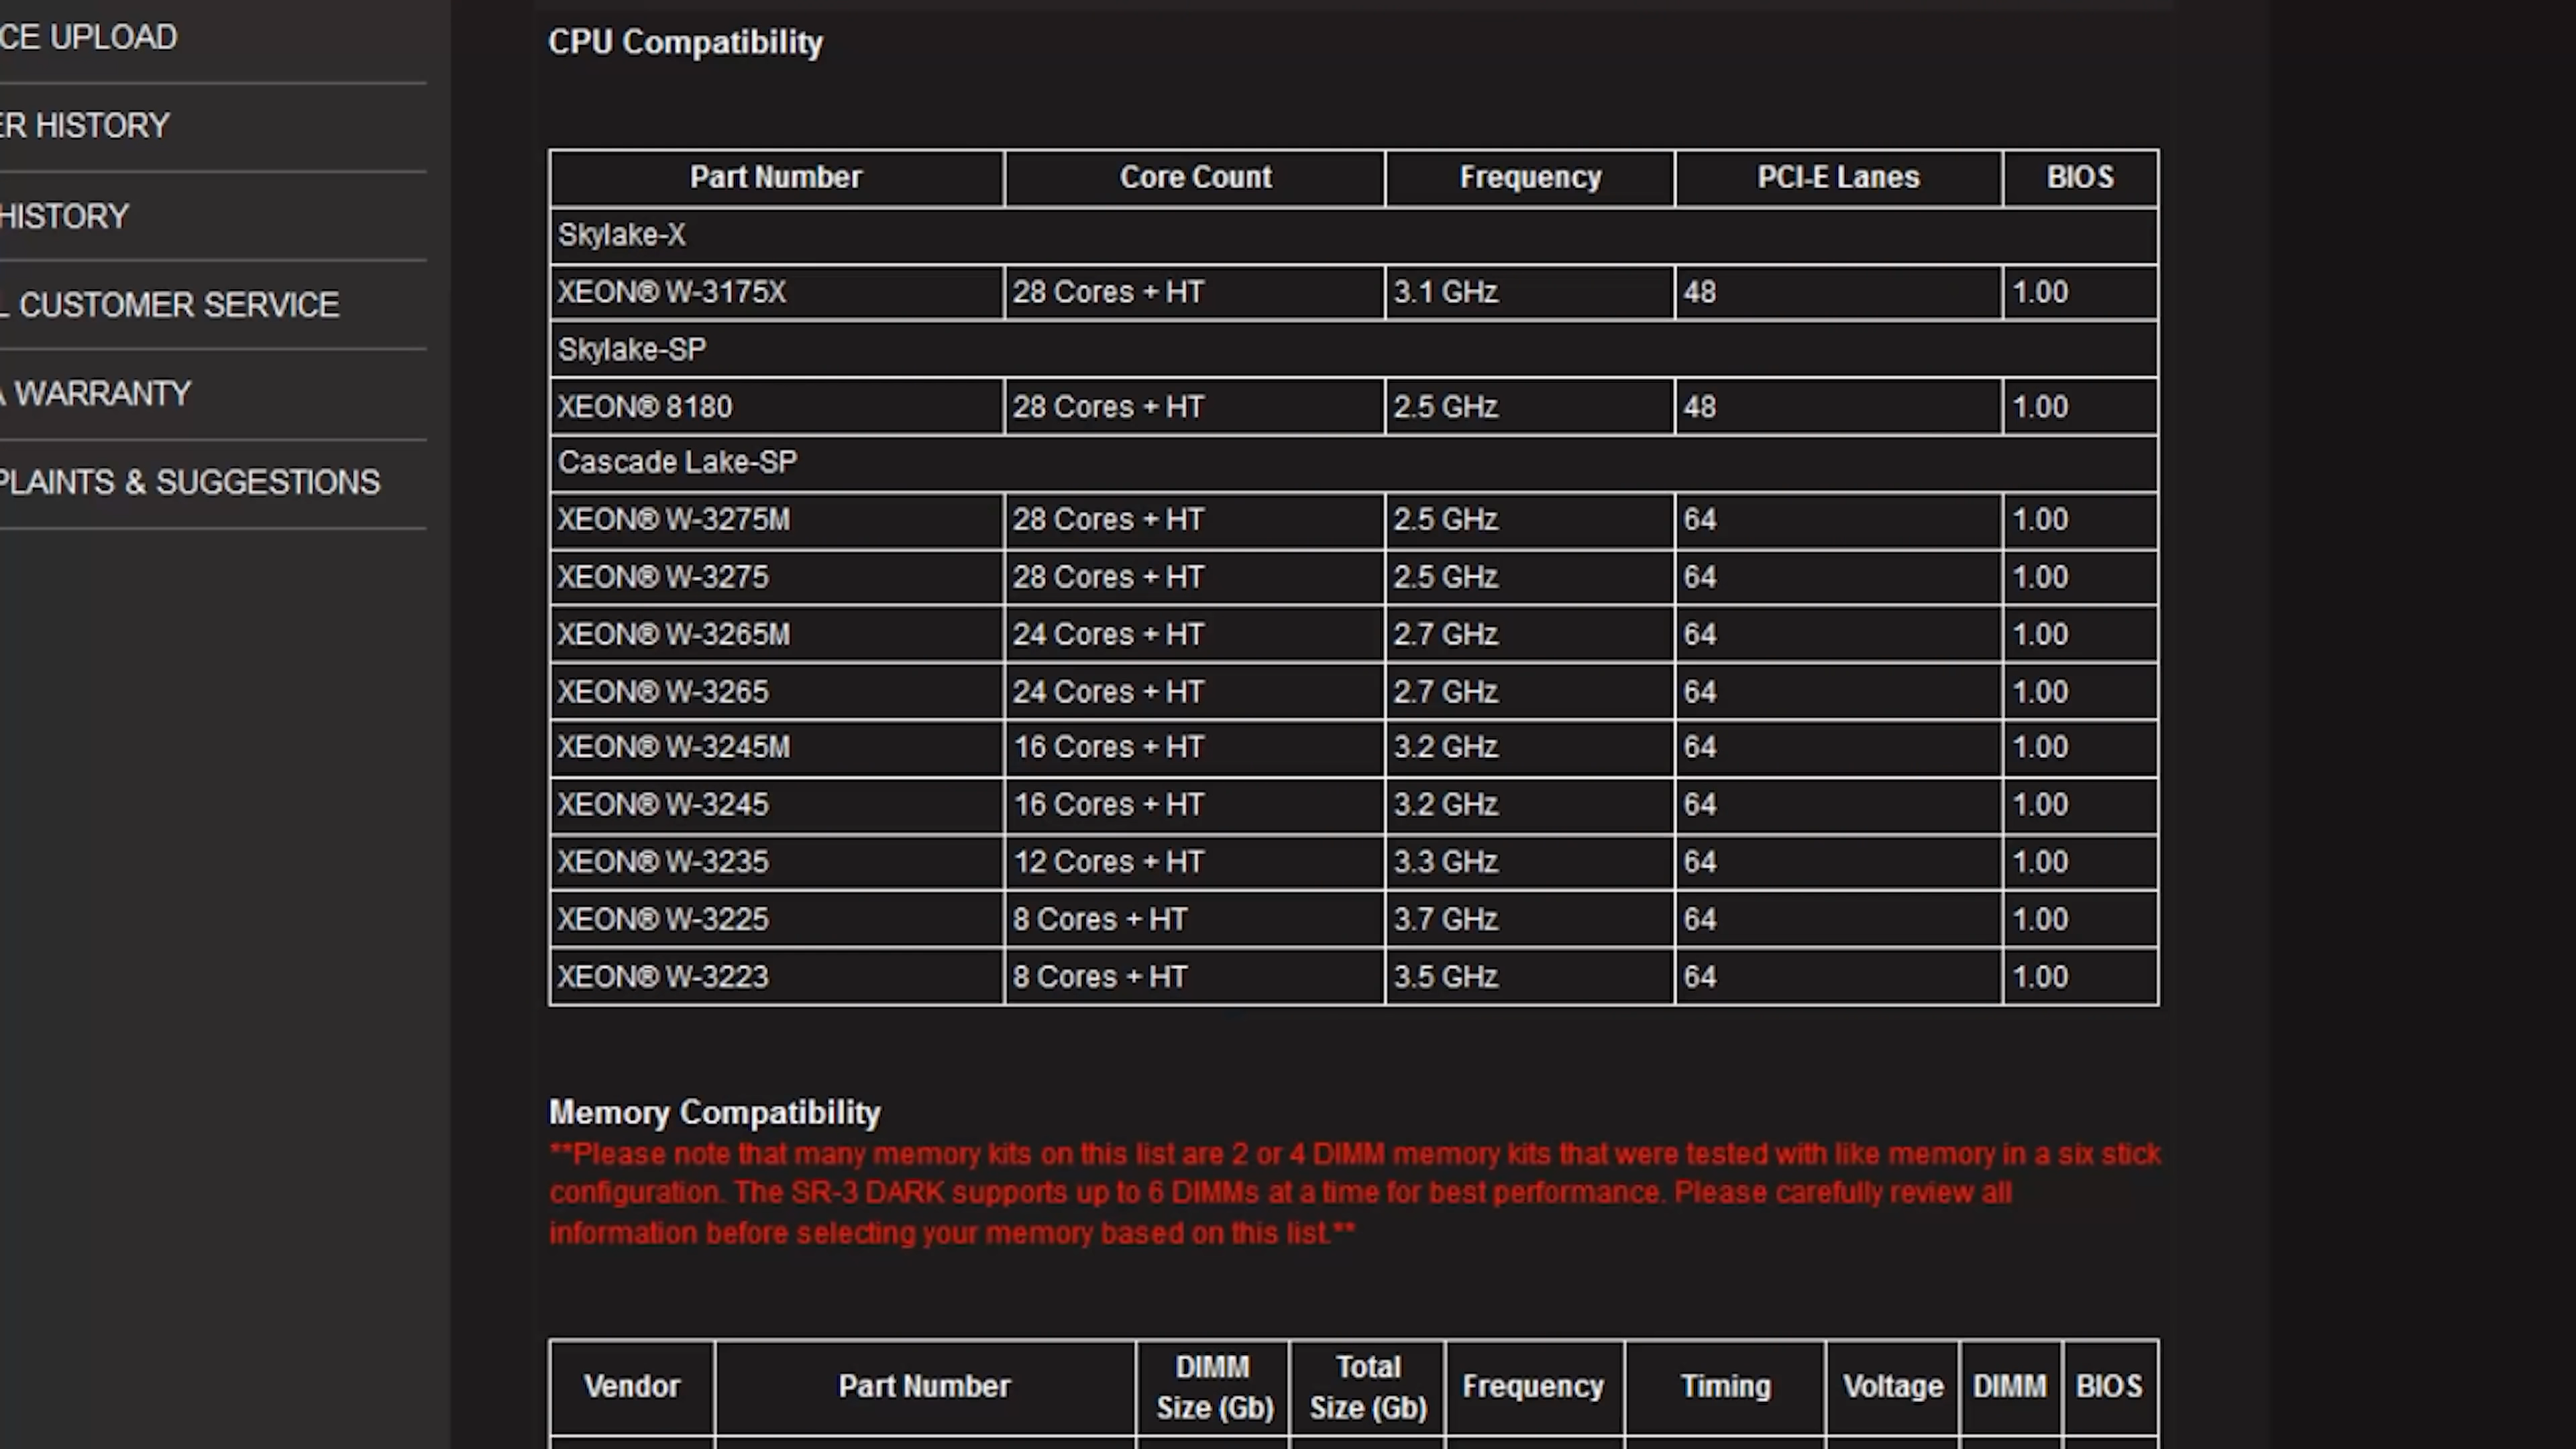 CE UPLOAD
ER HISTORY
HISTORY
L CUSTOMER SERVICE
A WARRANTY
PLAINTS & SUGGESTIONS
CPU Compatibility
Part Number Core Count Frequency PCI-E Lanes BIOS
Skylake-X
XEON® W-3175X 28 Cores + HT 3.1 GHz 48 1.00
Skylake-SP
XEON® 8180 28 Cores + HT 2.5 GHz 48 1.00
Cascade Lake-SP
XEON® W-3275M 28 Cores + HT 2.5 GHz 64 1.00
XEON® W-3275 28 Cores + HT 2.5 GHz 64 1.00
XEON® W-3265M 24 Cores + HT 2.7 GHz 64 1.00
XEON® W-3265 24 Cores + HT 2.7 GHz 64 1.00
XEON® W-3245M 16 Cores + HT 3.2 GHz 64 1.00
XEON® W-3245 16 Cores + HT 3.2 GHz 64 1.00
XEON® W-3235 12 Cores + HT 3.3 GHz 64 1.00
XEON® W-3225 8 Cores + HT 3.7 GHz 64 1.00
XEON® W-3223 8 Cores + HT 3.5 GHz 64 1.00
Memory Compatibility
**Please note that many memory kits on this list are 2 or 4 DIMM memory kits that were tested with like memory in a six stick
configuration. The SR-3 DARK supports up to 6 DIMMs at a time for best performance. Please carefully review all
information before selecting your memory based on this list.**
Vendor Part Number DIMM Size (Gb) Total Size (Gb) Frequency Timing Voltage DIMM BIOS